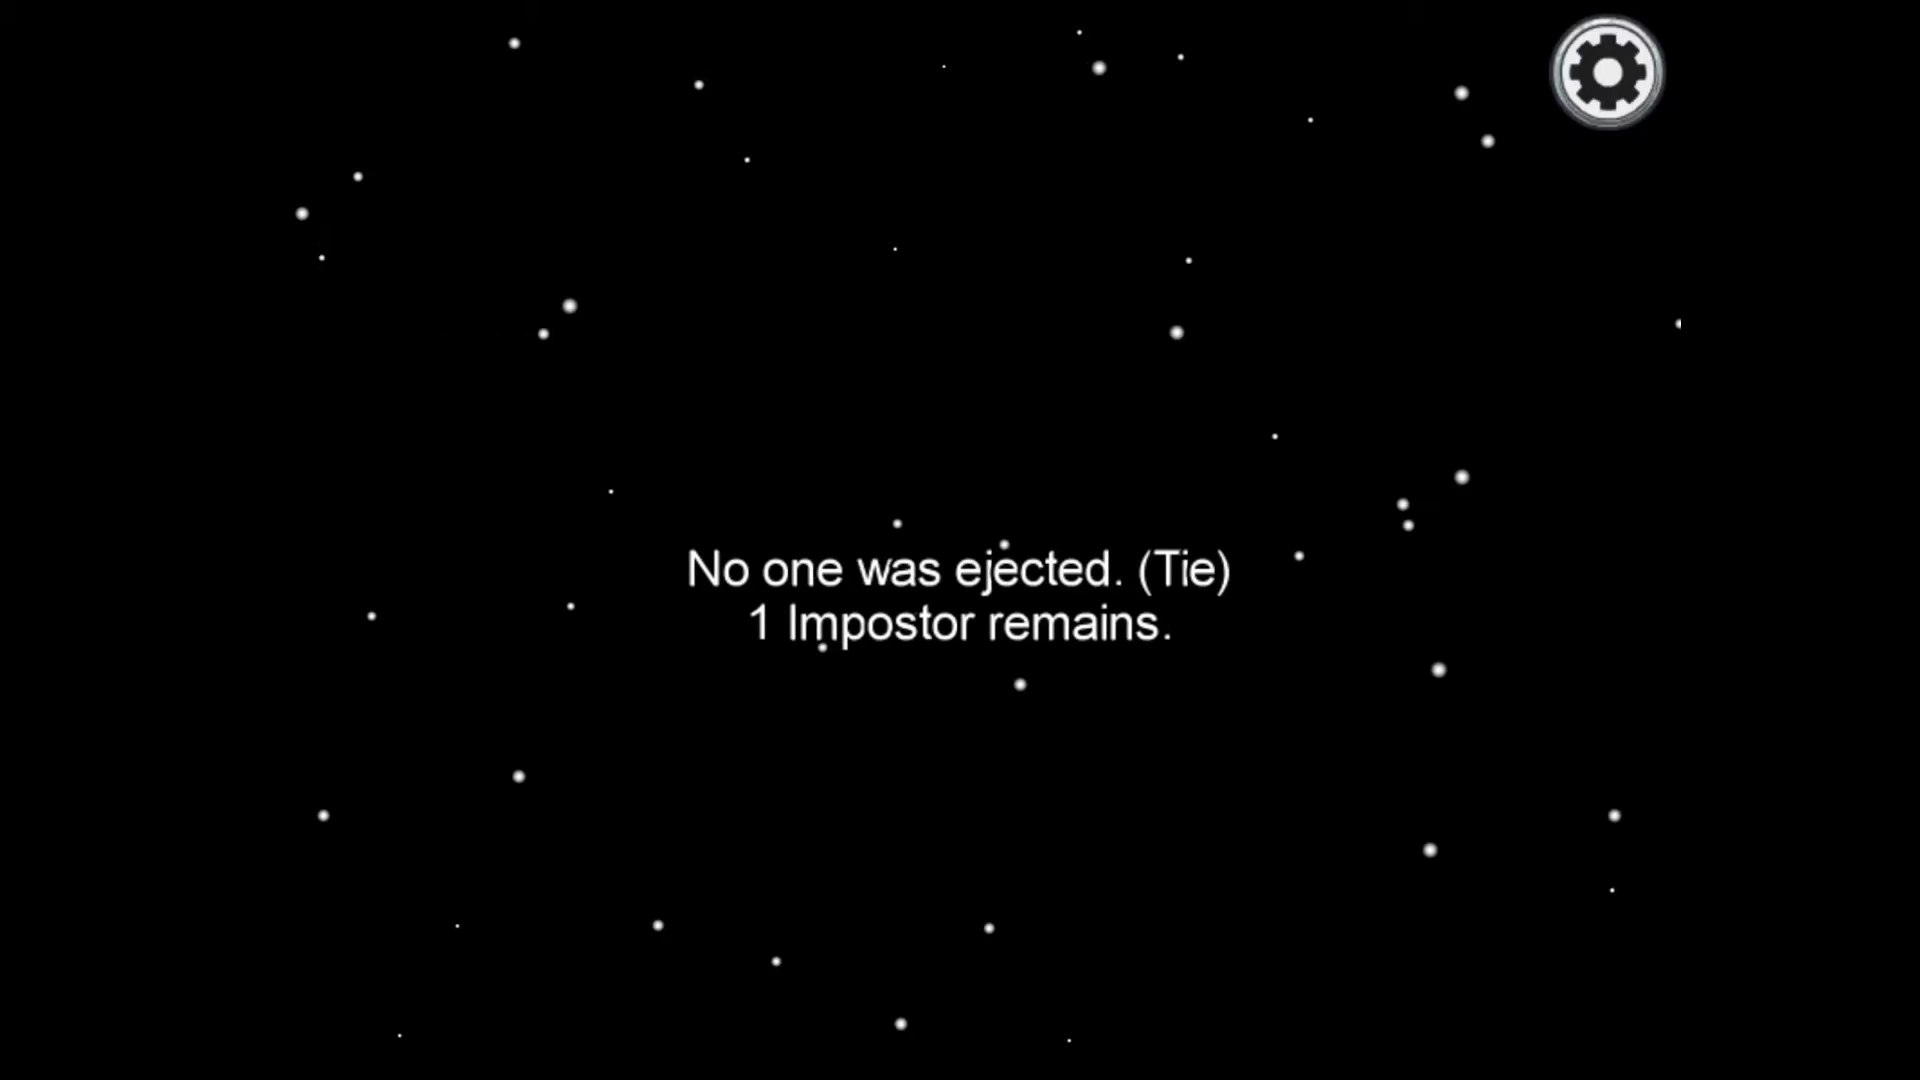 No one was ejected. (Tie)
1 Impostor remains.